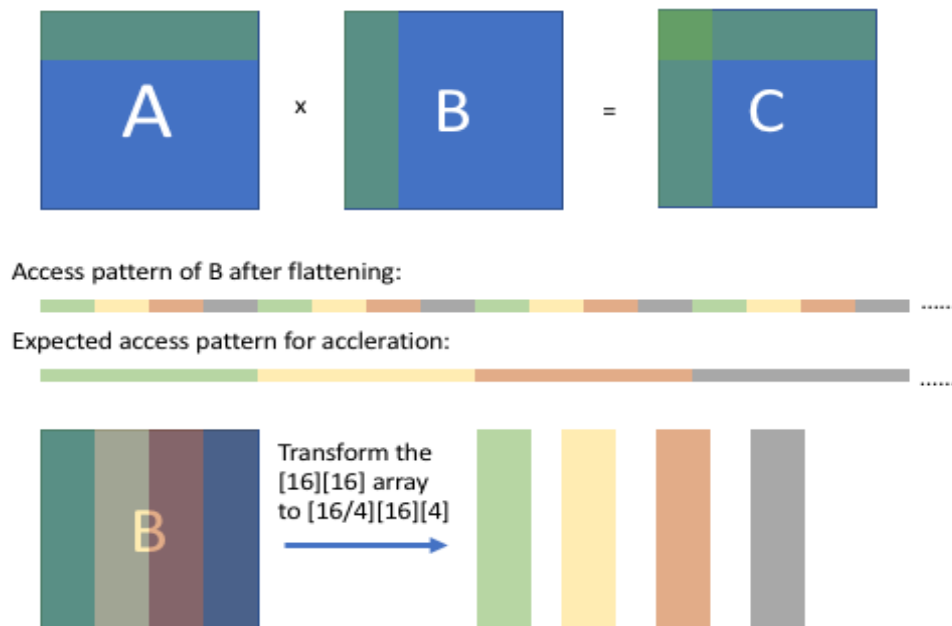 A x B = C
Access pattern of B after flattening:
......
Expected access pattern for accleration:
......
B
Transform the
[16][16] array
to [16/4][16][4]